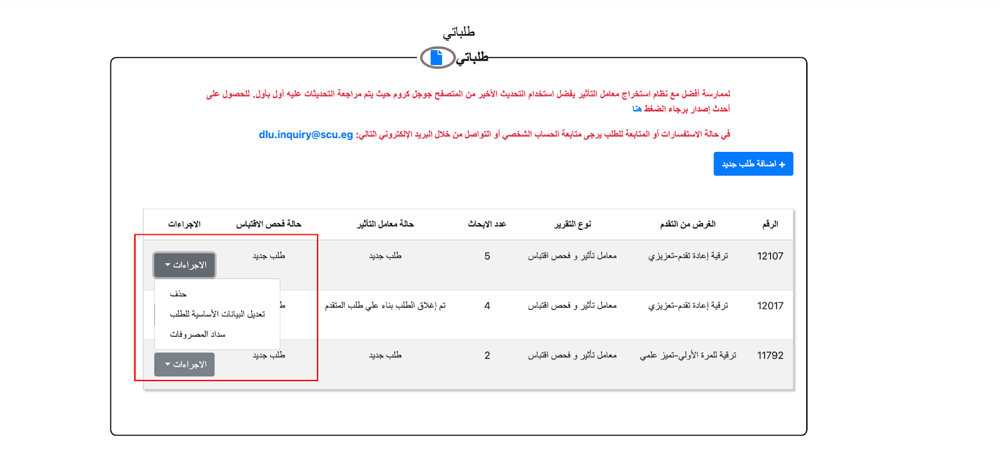 طلباتي
طلباتي
لممارسة أفضل مع نظام استخراج معامل التأثير يفضل استخدام التحديث الأخير من المتصفح جوجل كروم حيث يتم مراجعة التحديثات عليه أول بأول. للحصول على
أحدث إصدار برجاء الضغط هنا
في حالة الاستفسارات أو المتابعة للطلب يرجى متابعة الحساب الشخصي أو التواصل من خلال البريد الإلكتروني التالي: dlu.inquiry@scu.eg
+ اضافة طلب جديد
الرقم الغرض من التقدم نوع التقرير عدد الابحاث حالة معامل التأثير حالة فحص الاقتباس الاجراءات
12107 ترقية إعادة تقدم-تعزيزي معامل تأثير و فحص اقتباس 5 طلب جديد طلب جديد الاجراءات
حذف
12017 ترقية إعادة تقدم-تعزيزي معامل تأثير و فحص اقتباس 4 تم إغلاق الطلب بناء علي طلب المتقدم
تعديل البيانات الأساسية للطلب
سداد المصروفات
11792 ترقية للمرة الأولي-تميز علمي معامل تأثير و فحص اقتباس 2 طلب جديد طلب جديد الاجراءات